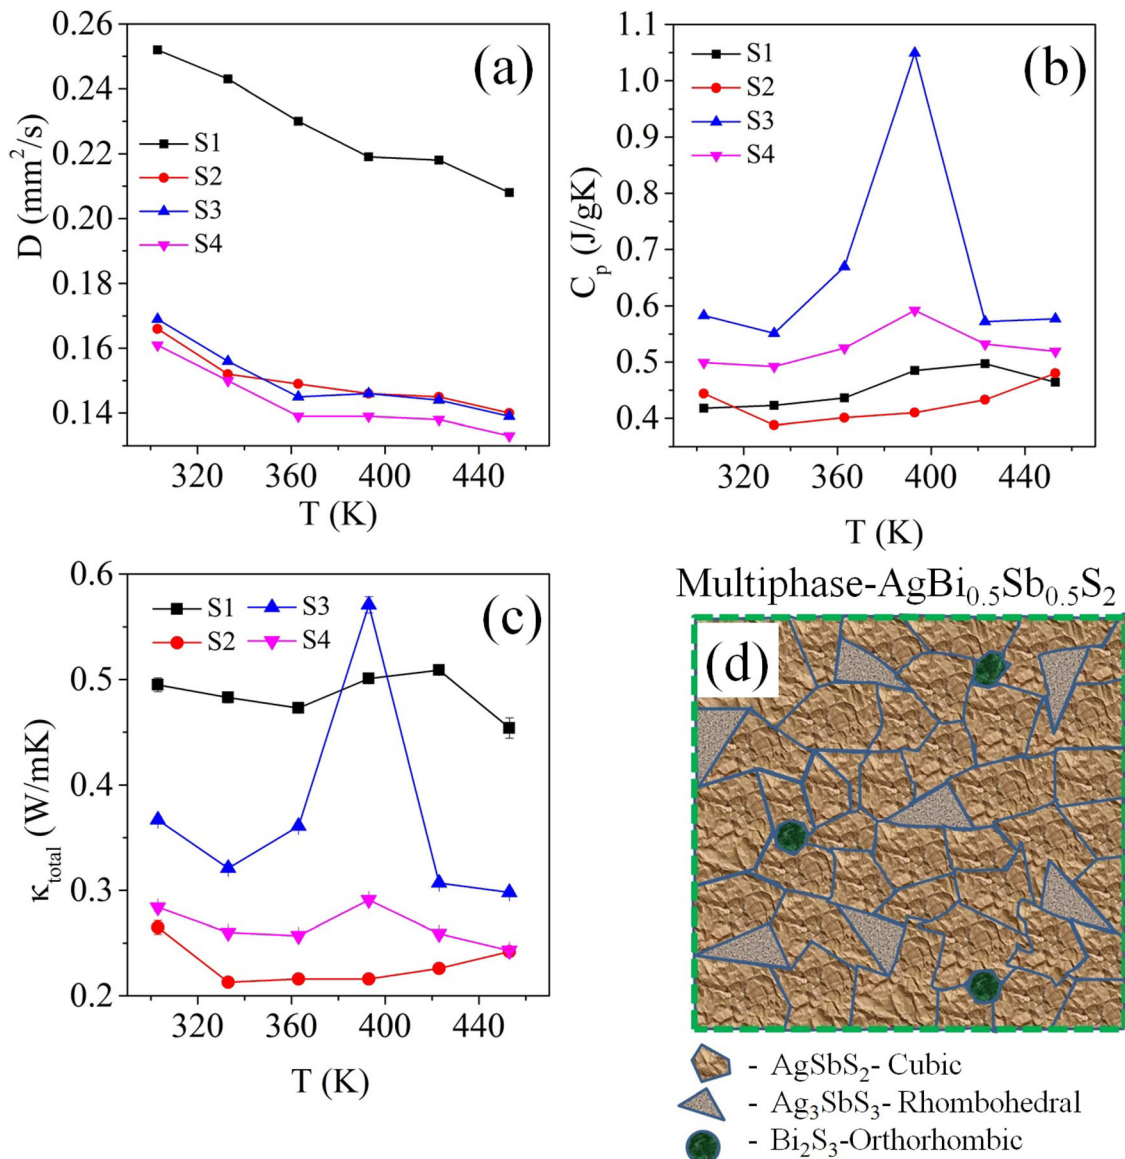 (a)
D (mm²/s)
0.26
0.24
0.22
0.20
0.18
0.16
0.14
S1
S2
S3
S4
320 360 400 440
T (K)
(b)
Cₚ (J/gK)
1.1
1.0
0.9
0.8
0.7
0.6
0.5
0.4
S1
S2
S3
S4
320 360 400 440
T (K)
(c)
κtotal (W/mK)
0.6
0.5
0.4
0.3
0.2
S1 S3
S2 S4
320 360 400 440
T (K)
Multiphase-AgBi₀.₅Sb₀.₅S₂
(d)
- AgSbS₂- Cubic
- Ag₃SbS₃- Rhombohedral
- Bi₂S₃-Orthorhombic